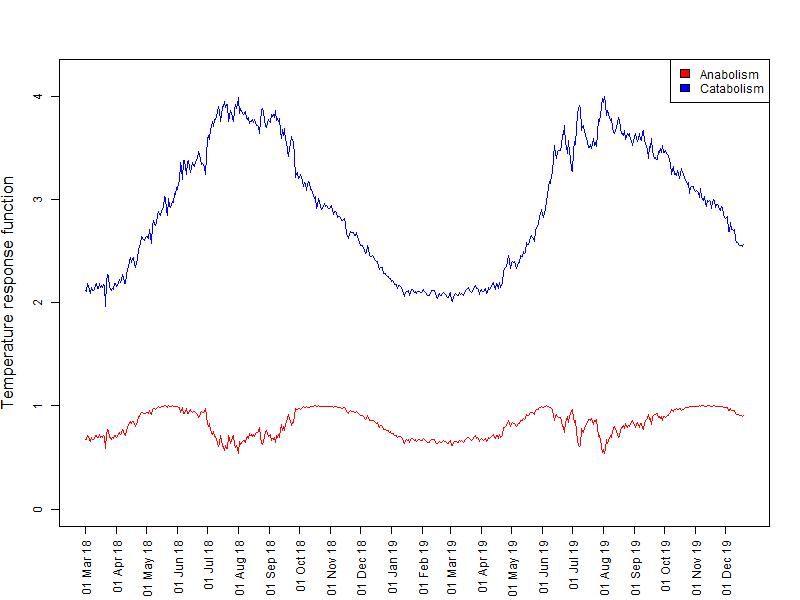 Anabolism
Catabolism
Temperature response function
4
3
2
1
0
01 Mar 18
01 Apr 18
01 May 18
01 Jun 18
01 Jul 18
01 Aug 18
01 Sep 18
01 Oct 18
01 Nov 18
01 Dec 18
01 Jan 19
01 Feb 19
01 Mar 19
01 Apr 19
01 May 19
01 Jun 19
01 Jul 19
01 Aug 19
01 Sep 19
01 Oct 19
01 Nov 19
01 Dec 19